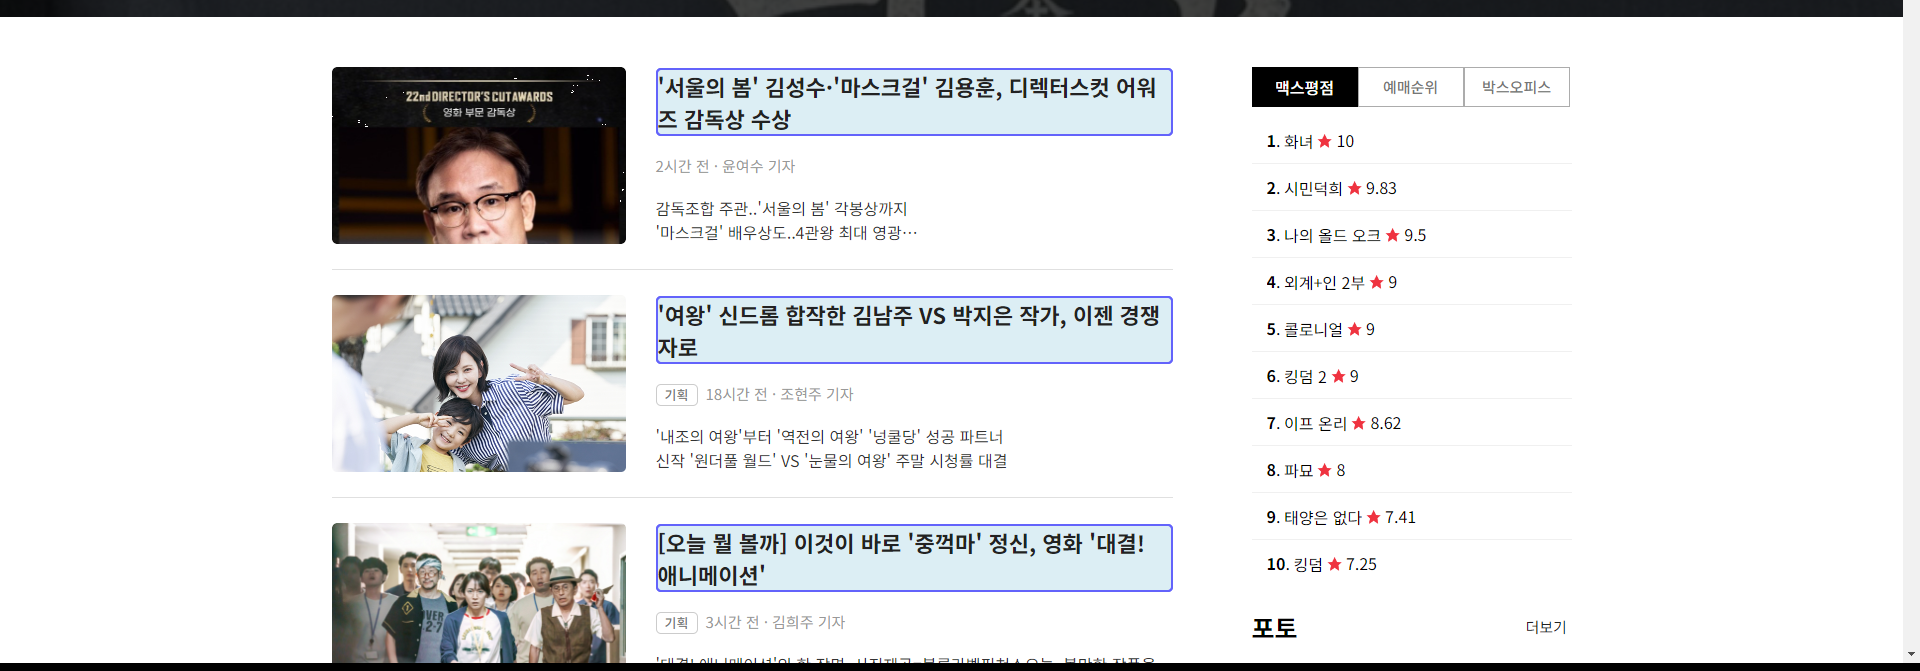 22nd DIRECTOR'S CUT AWARDS
영화 부문 감독상
'서울의 봄' 김성수·'마스크걸' 김용훈, 디렉터스컷 어워
즈 감독상 수상
2시간 전 · 윤여수 기자
감독조합 주관..'서울의 봄' 각봉상까지
'마스크걸' 배우상도..4관왕 최대 영광…
'여왕' 신드롬 합작한 김남주 VS 박지은 작가, 이젠 경쟁
자로
기획 18시간 전 · 조현주 기자
'내조의 여왕'부터 '역전의 여왕' '넝쿨당' 성공 파트너
신작 '원더풀 월드' VS '눈물의 여왕' 주말 시청률 대결
[오늘 뭘 볼까] 이것이 바로 '중꺽마' 정신, 영화 '대결!
애니메이션'
기획 3시간 전 · 김희주 기자
맥스평점 예매순위 박스오피스
1. 화녀 ★ 10
2. 시민덕희 ★ 9.83
3. 나의 올드 오크 ★ 9.5
4. 외계+인 2부 ★ 9
5. 콜로니얼 ★ 9
6. 킹덤 2 ★ 9
7. 이프 온리 ★ 8.62
8. 파묘 ★ 8
9. 태양은 없다 ★ 7.41
10. 킹덤 ★ 7.25
포토 더보기